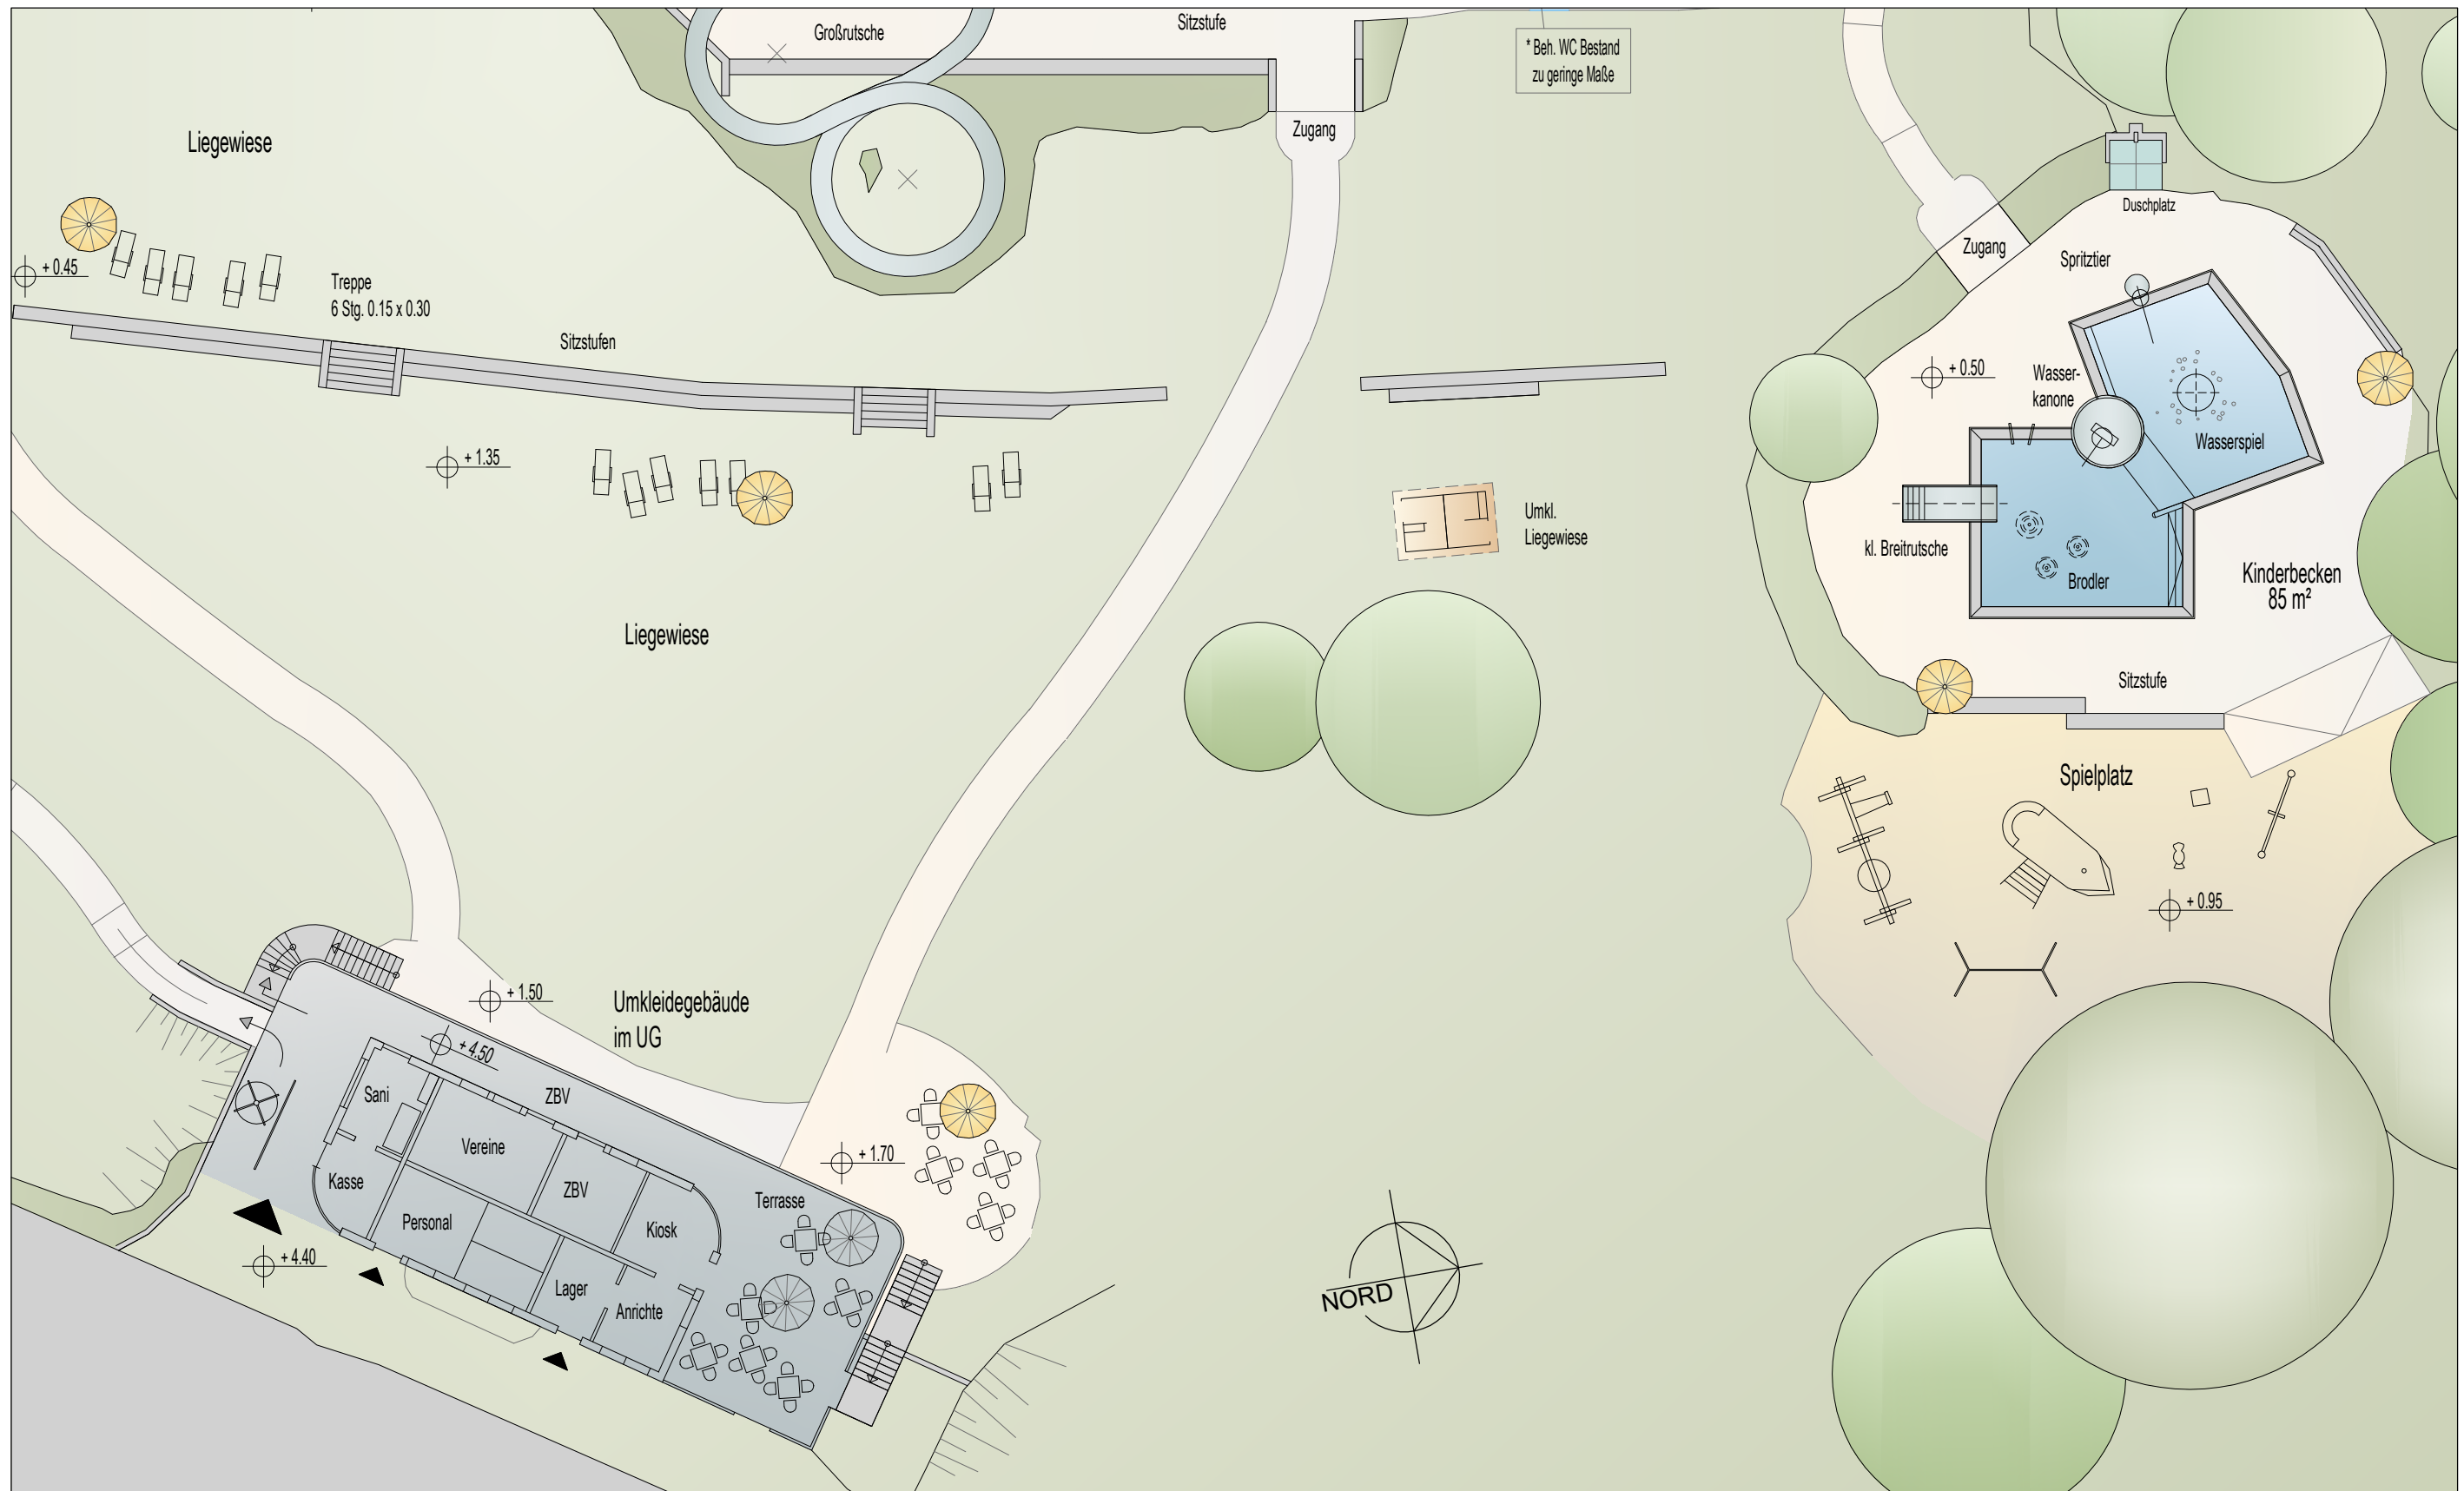 Großrutsche
Sitzstufe
* Beh. WC Bestand
zu geringe Maße
Liegewiese
Zugang
Duschplatz
Zugang
Spritztier
+ 0.45
Treppe
6 Stg. 0.15 x 0.30
Sitzstufen
+ 0.50
Wasser-
kanone
Wasserspiel
+ 1.35
Umkl.
Liegewiese
kl. Breitrutsche
Brodler
Kinderbecken
85 m²
Liegewiese
Sitzstufe
Spielplatz
+ 0.95
+ 1.50
Umkleidegebäude
im UG
+ 4.50
Sani
ZBV
Vereine
+ 1.70
Kasse
ZBV
Terrasse
Personal
Kiosk
+ 4.40
Lager
Anrichte
NORD